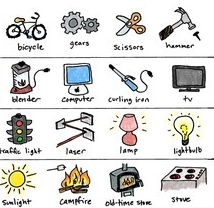 bicycle gears scissors hammer
blender computer curling iron tv
traffic light laser lamp lightbulb
sunlight campfire old-time stove stove